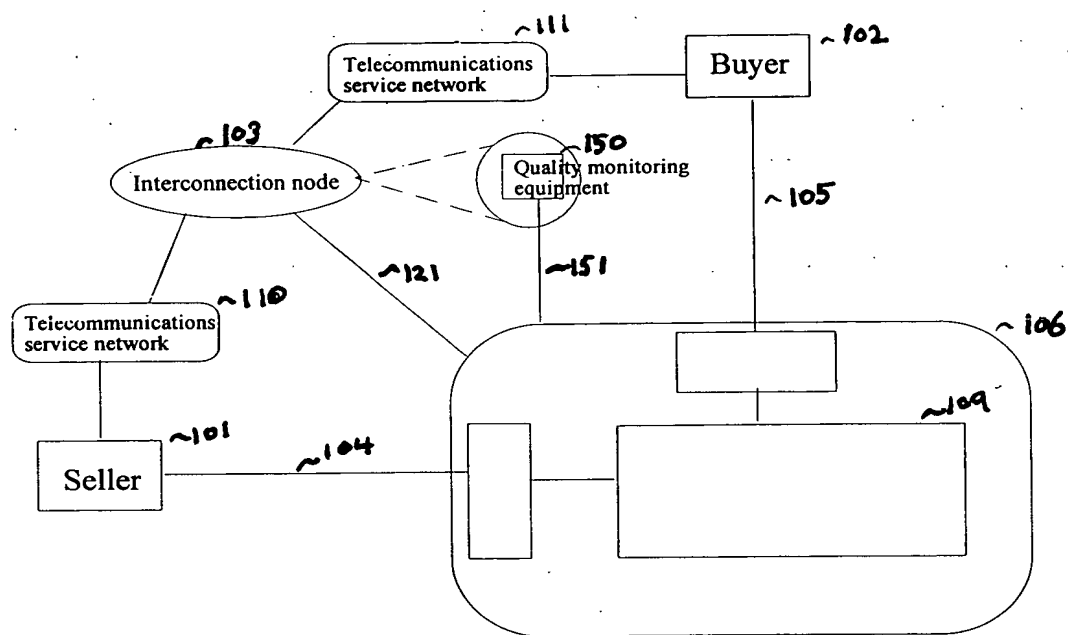 ~111
~102
Telecommunications
service network
Buyer
~103
~150
Interconnection node
Quality monitoring
equipment
~105
~121
~151
~110
Telecommunications
service network
~106
~109
~101
~104
Seller